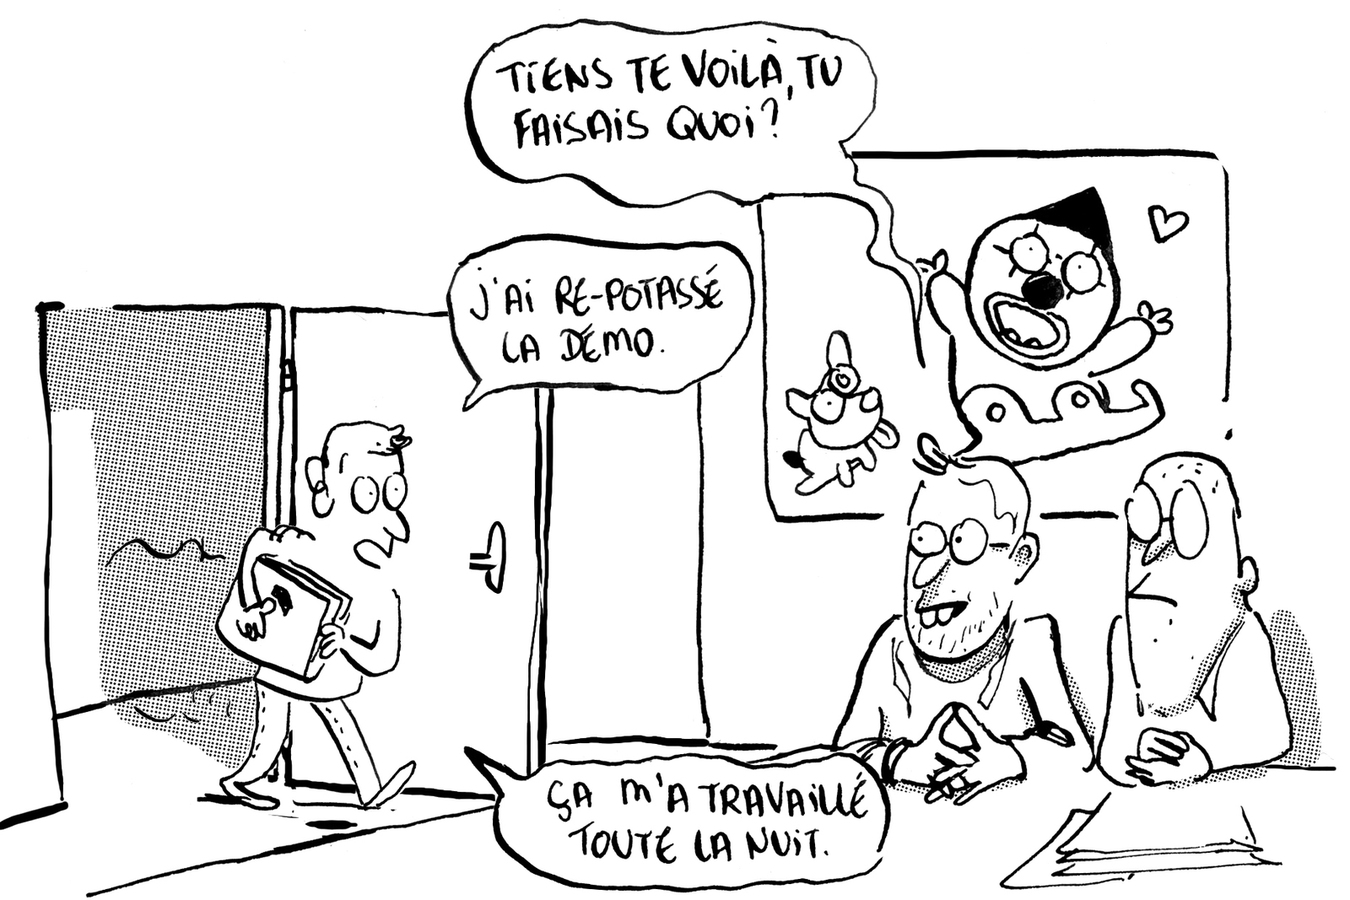 TIENS TE VOILÀ, TU
FAISAIS QUOI?
J'AI RE-POTASSÉ
LA DÉMO.
ÇA M'A TRAVAILLÉ
TOUTE LA NUIT.